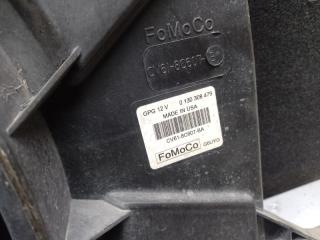 FoMoCo
CV61-8C607-
GPG 12 V 0 130 308 479
MADE IN USA
CV61-8C607-BA
FoMoCo